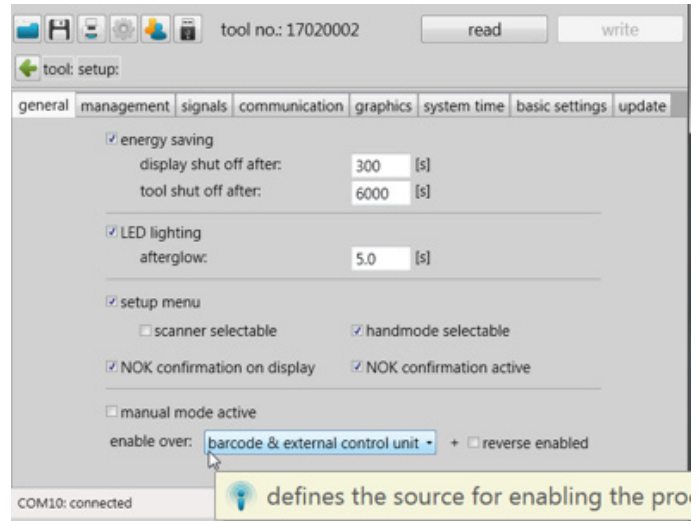 tool no.: 17020002 read write
tool: setup:
general management signals communication graphics system time basic settings update
energy saving
display shut off after: 300 [s]
tool shut off after: 6000 [s]
LED lighting
afterglow: 5.0 [s]
setup menu
scanner selectable handmode selectable
NOK confirmation on display NOK confirmation active
manual mode active
enable over: barcode & external control unit + reverse enabled
COM10: connected defines the source for enabling the pro